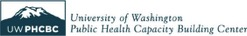 UW PHCBC
University of Washington
Public Health Capacity Building Center